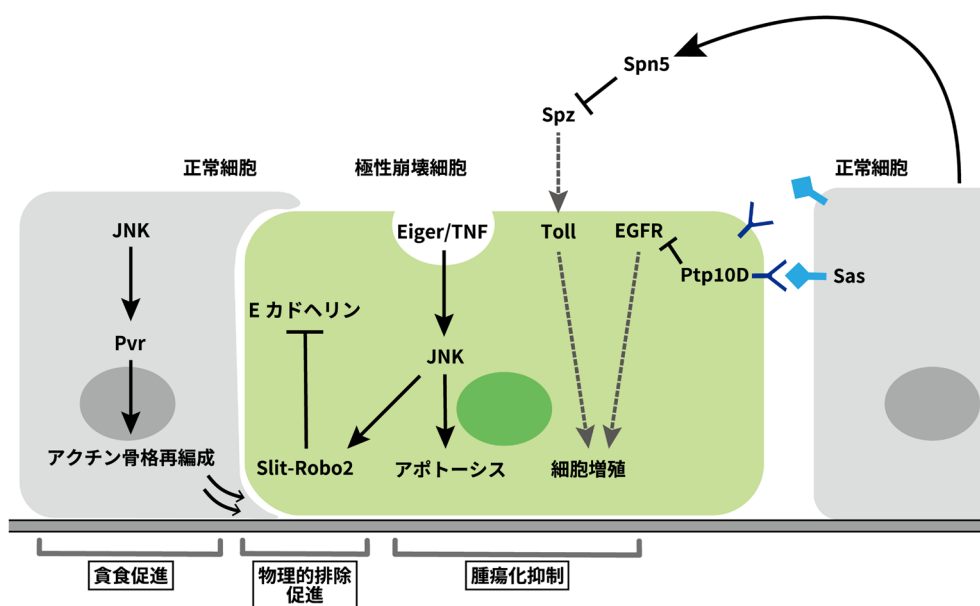 Spn5
Spz
正常細胞
極性崩壊細胞
正常細胞
JNK
Eiger/TNF
Toll
EGFR
Ptp10D
Sas
E カドヘリン
Pvr
JNK
アクチン骨格再編成
Slit-Robo2
アポトーシス
細胞増殖
貪食促進
物理的排除
促進
腫瘍化抑制